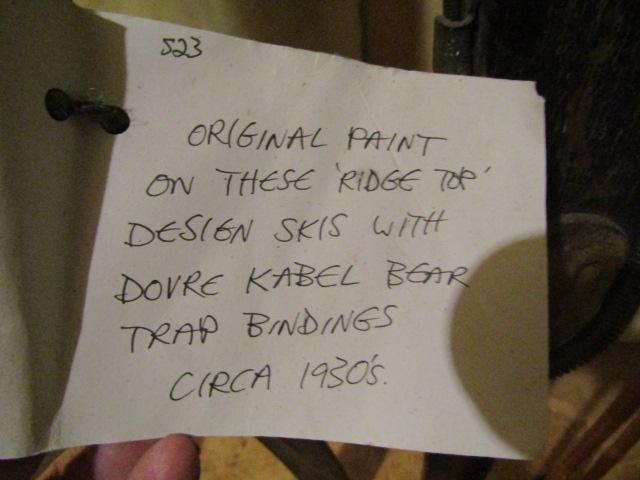 523
ORIGINAL PAINT
ON THESE 'RIDGE TOP'
DESIGN SKIS WITH
DOVRE KABEL BEAR
TRAP BINDINGS
CIRCA 1930's.